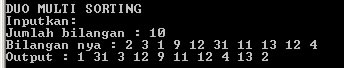 DUO MULTI SORTING
Inputkan:
Jumlah bilangan : 10
Bilangan nya : 2 3 1 9 12 31 11 13 12 4
Output : 1 31 3 12 9 11 12 4 13 2